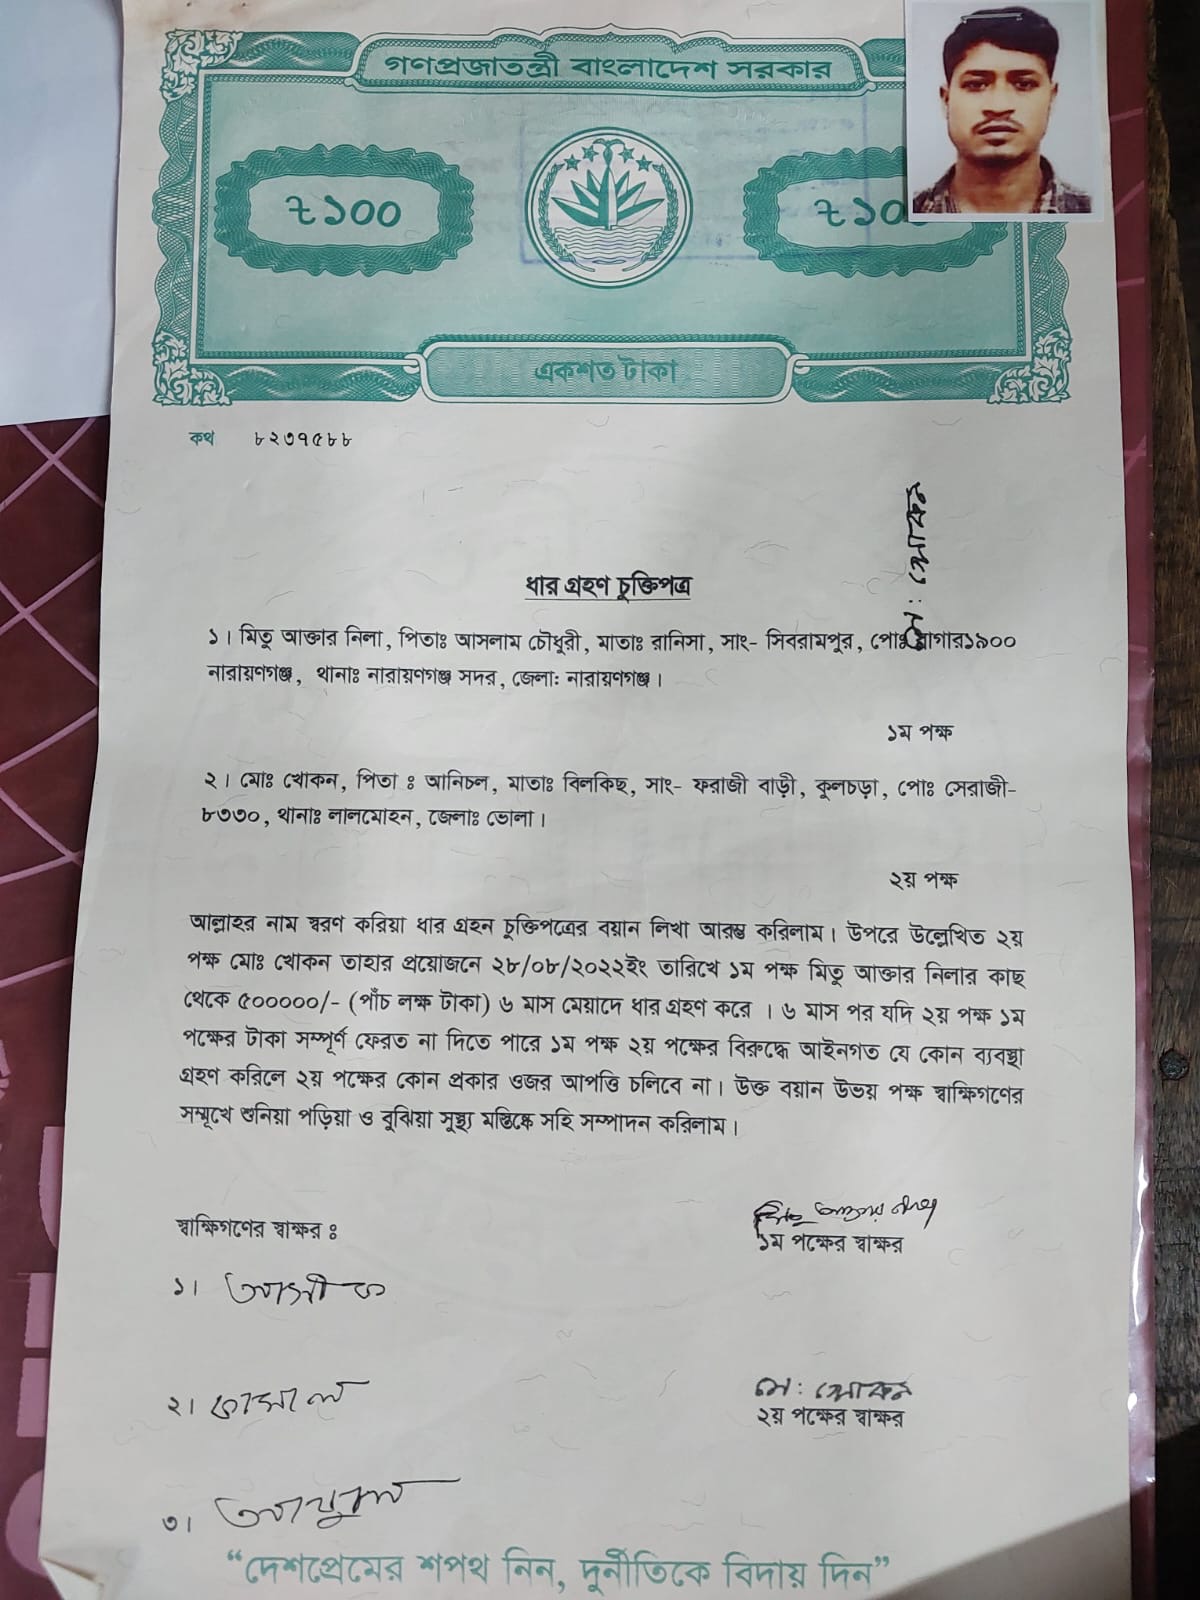 গণপ্রজাতন্ত্রী বাংলাদেশ সরকার
৳১০০
৳১০
একশত টাকা
কথ ৮২৩৭৫৮৮
মো: খোকন
ধার গ্রহণ চুক্তিপত্র
১। মিতু আক্তার নিলা, পিতাঃ আসলাম চৌধুরী, মাতাঃ রানিসা, সাং- সিবরামপুর, পোঃ বাগার১৯০০
নারায়ণগঞ্জ, থানাঃ নারায়ণগঞ্জ সদর, জেলা: নারায়ণগঞ্জ।
১ম পক্ষ
২। মোঃ খোকন, পিতা ঃ আনিচল, মাতাঃ বিলকিছ, সাং- ফরাজী বাড়ী, কুলচড়া, পোঃ সেরাজী-
৮৩৩০, থানাঃ লালমোহন, জেলাঃ ভোলা।
২য় পক্ষ
আল্লাহর নাম স্বরণ করিয়া ধার গ্রহন চুক্তিপত্রের বয়ান লিখা আরম্ভ করিলাম। উপরে উল্লেখিত ২য়
পক্ষ মোঃ খোকন তাহার প্রয়োজনে ২৮/০৮/২০২২ইং তারিখে ১ম পক্ষ মিতু আক্তার নিলার কাছ
থেকে ৫০০০০০/- (পাঁচ লক্ষ টাকা) ৬ মাস মেয়াদে ধার গ্রহণ করে । ৬ মাস পর যদি ২য় পক্ষ ১ম
পক্ষের টাকা সম্পূর্ণ ফেরত না দিতে পারে ১ম পক্ষ ২য় পক্ষের বিরুদ্ধে আইনগত যে কোন ব্যবস্থা
গ্রহণ করিলে ২য় পক্ষের কোন প্রকার ওজর আপত্তি চলিবে না। উক্ত বয়ান উভয় পক্ষ স্বাক্ষিগণের
সম্মূখে শুনিয়া পড়িয়া ও বুঝিয়া সুস্থ্য মস্তিষ্কে সহি সম্পাদন করিলাম।
স্বাক্ষিগণের স্বাক্ষর ঃ
১ম পক্ষের স্বাক্ষর
১।
২।
মো: খোকন
২য় পক্ষের স্বাক্ষর
৩।
“দেশপ্রেমের শপথ নিন, দুর্নীতিকে বিদায় দিন”